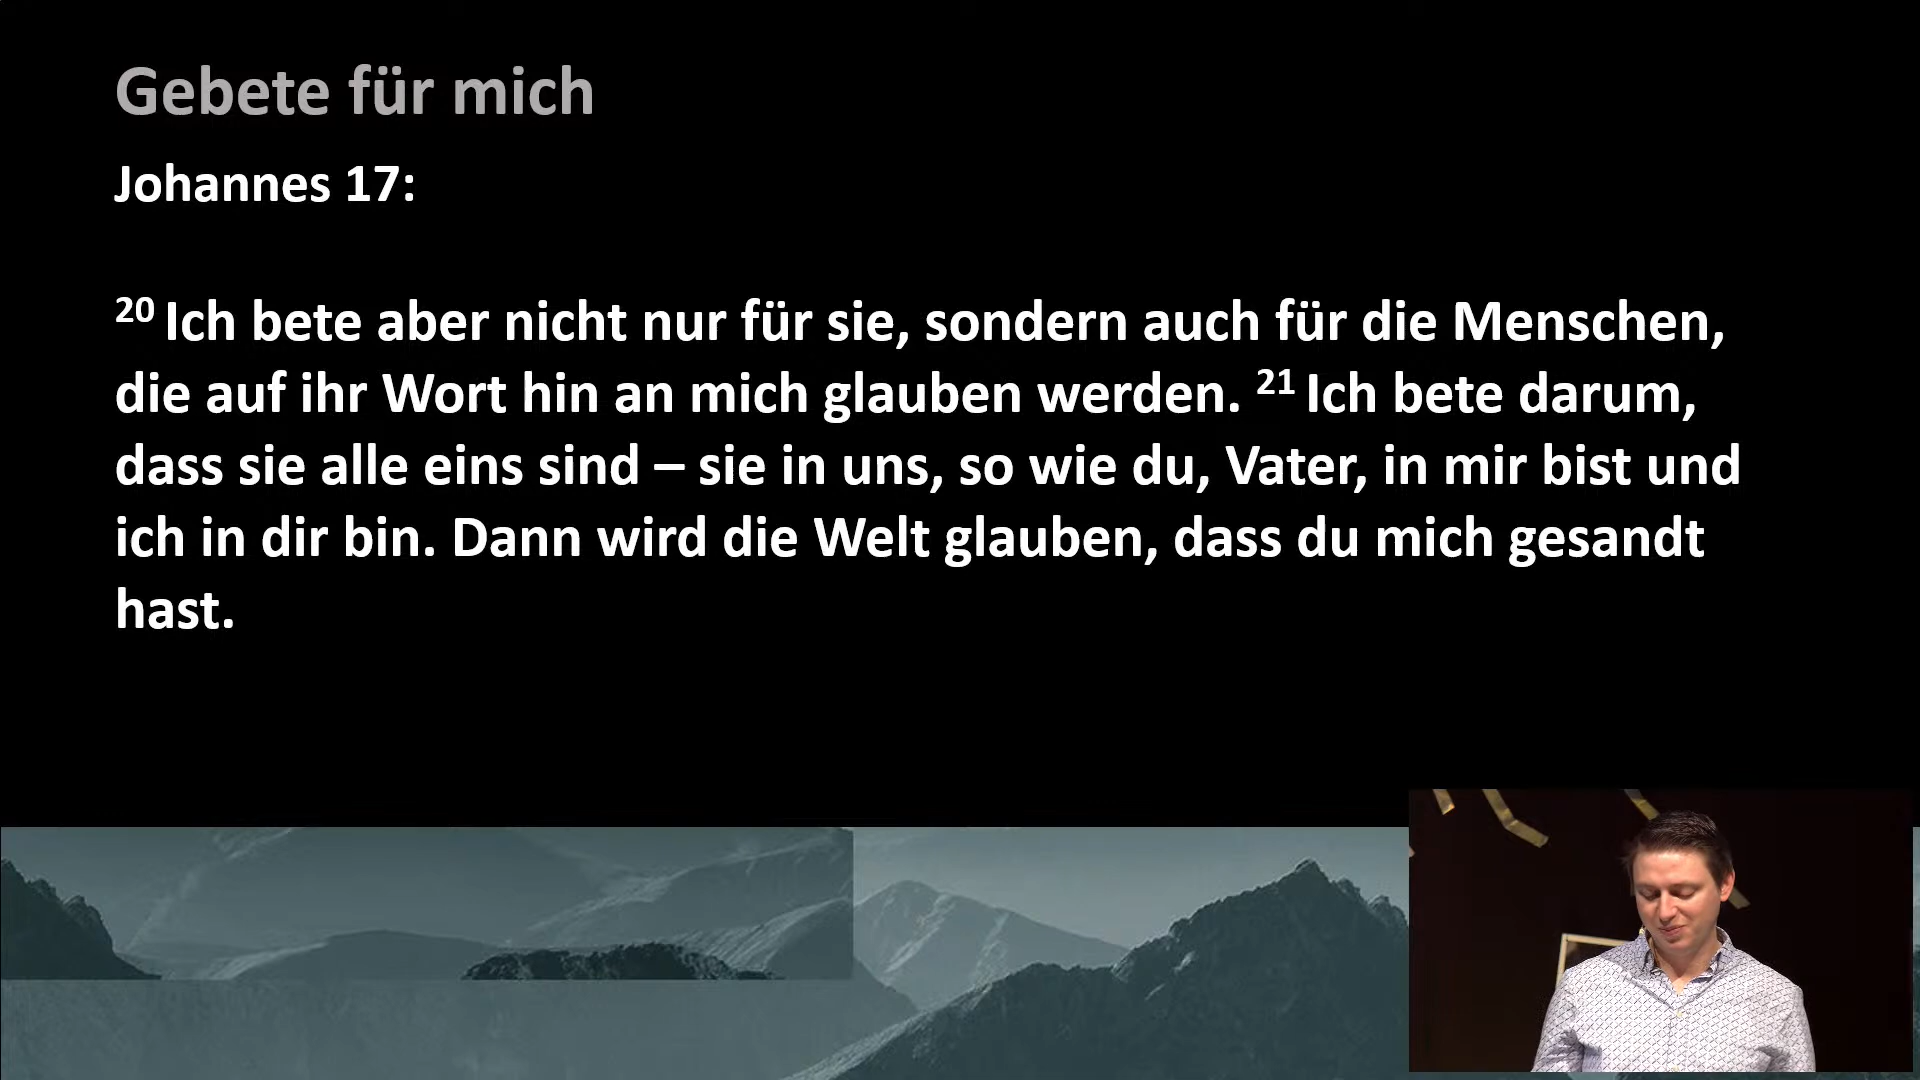 Gebete für mich
Johannes 17:
20 Ich bete aber nicht nur für sie, sondern auch für die Menschen,
die auf ihr Wort hin an mich glauben werden. 21 Ich bete darum,
dass sie alle eins sind – sie in uns, so wie du, Vater, in mir bist und
ich in dir bin. Dann wird die Welt glauben, dass du mich gesandt
hast.